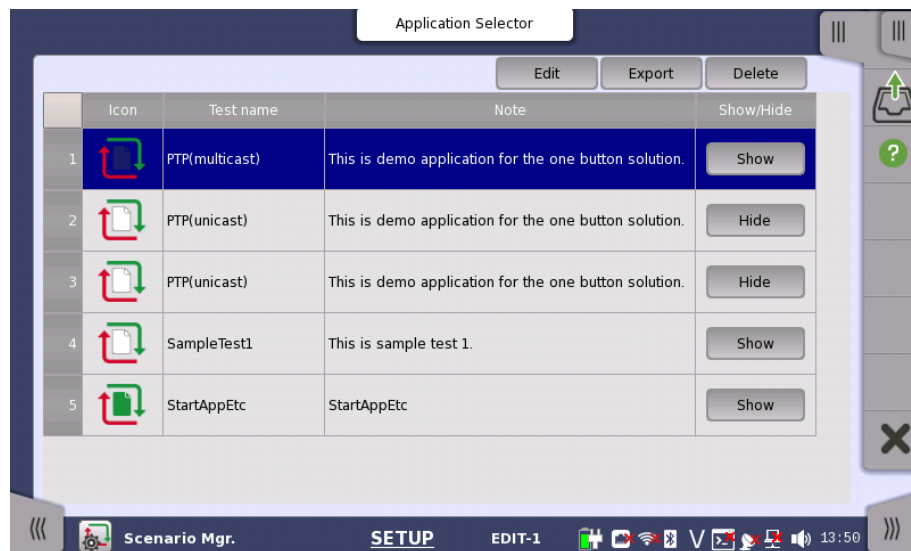 Application Selector
Edit Export Delete
Icon Test name Note Show/Hide
1 PTP(multicast) This is demo application for the one button solution. Show
2 PTP(unicast) This is demo application for the one button solution. Hide
3 PTP(unicast) This is demo application for the one button solution. Hide
4 SampleTest1 This is sample test 1. Show
5 StartAppEtc StartAppEtc Show
Scenario Mgr. SETUP EDIT-1 V 13:50